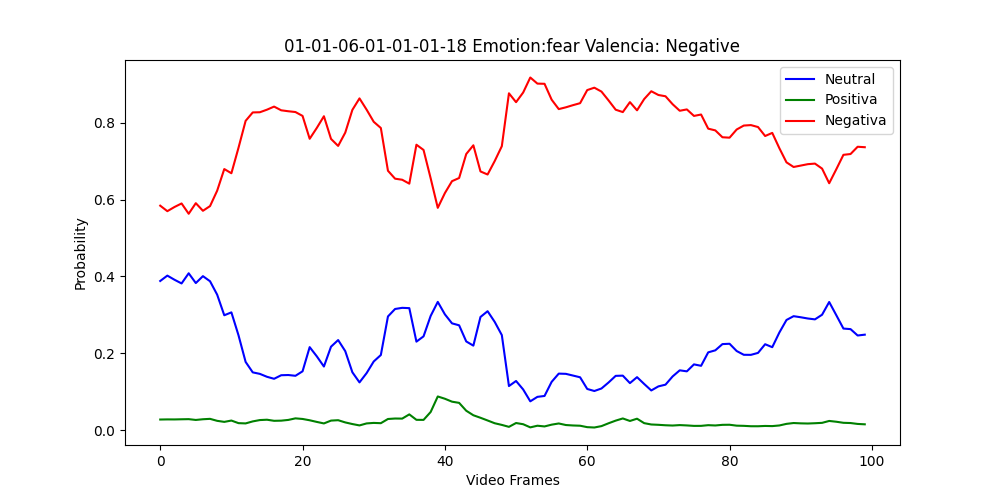 01-01-06-01-01-01-18 Emotion:fear Valencia: Negative
Neutral
Positiva
Negativa
Probability
0.8
0.6
0.4
0.2
0.0
0 20 40 60 80 100
Video Frames